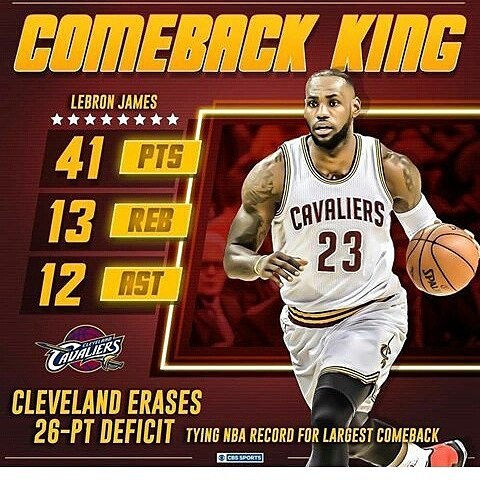 COMEBACK KING
LEBRON JAMES
41 PTS
13 REB
12 AST
CAVALIERS
23
SPALDING
CLEVELAND
CAVALIERS
CLEVELAND ERASES
26-PT DEFICIT TYING NBA RECORD FOR LARGEST COMEBACK
CBS SPORTS